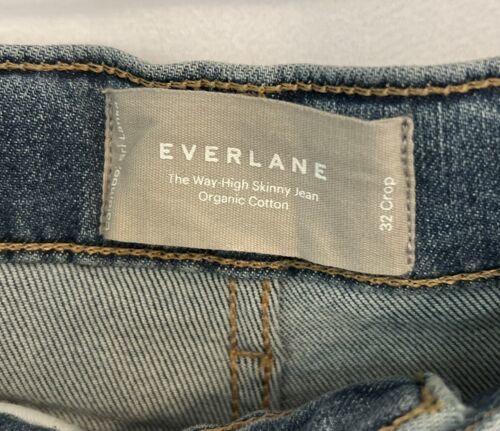 EVERLANE
The Way-High Skinny Jean
Organic Cotton
32 Crop